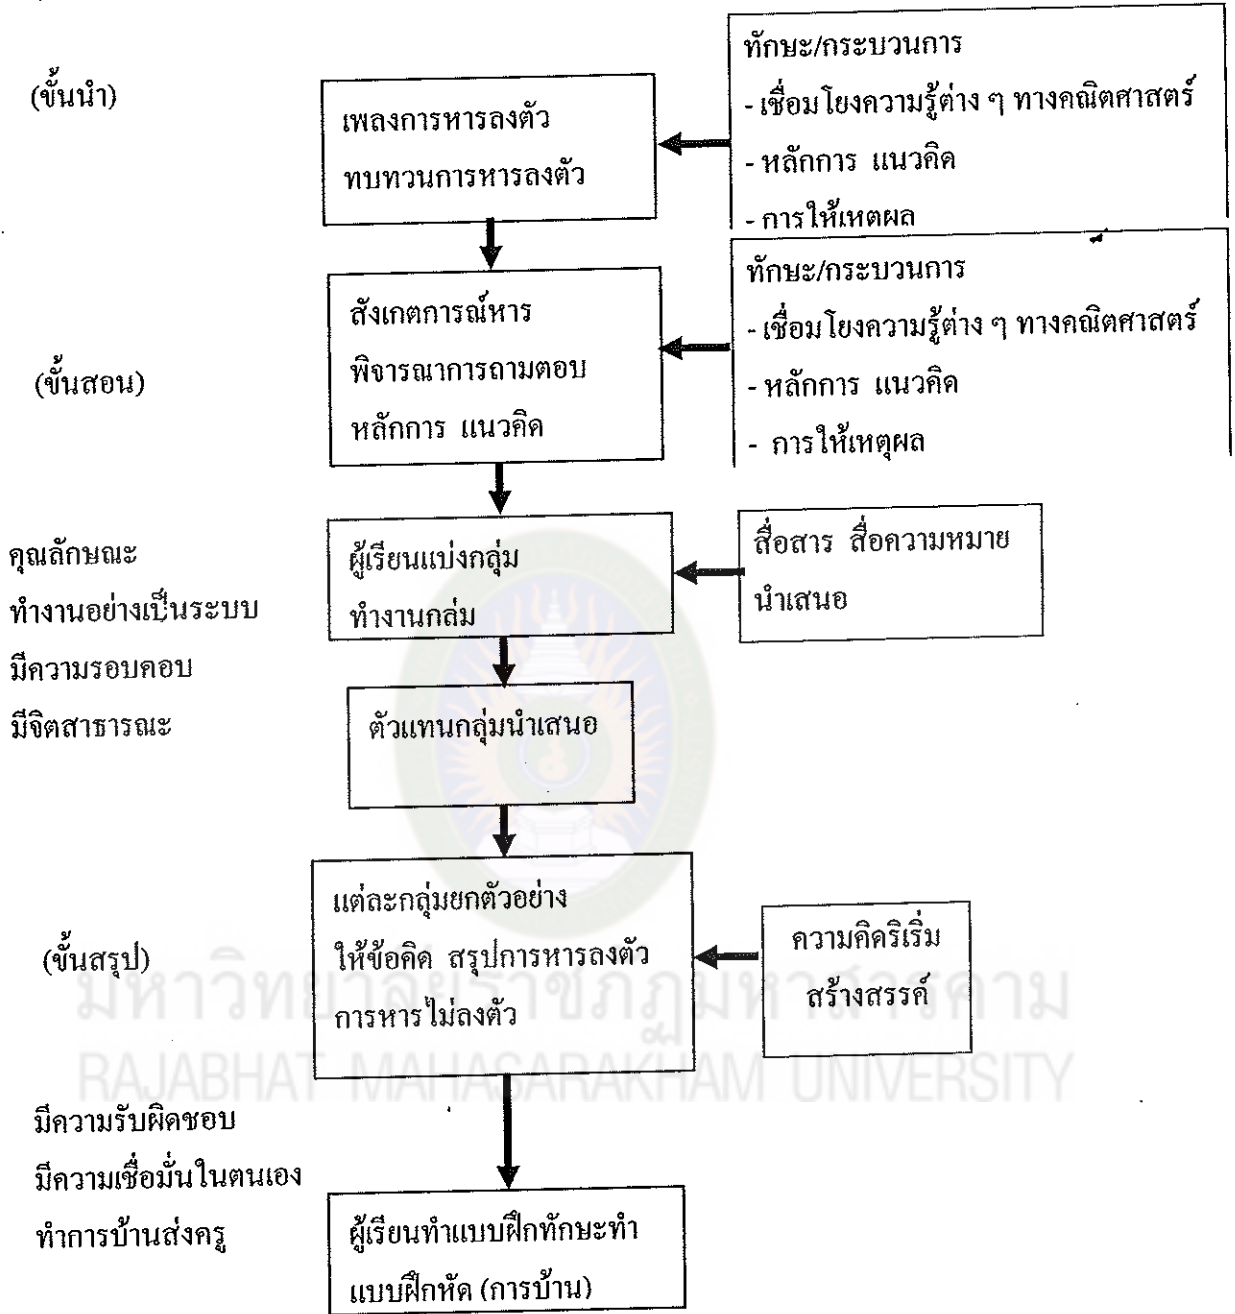 (ขั้นนำ)
เพลงการหารลงตัว
ทบทวนการหารลงตัว
ทักษะ/กระบวนการ
- เชื่อมโยงความรู้ต่าง ๆ ทางคณิตศาสตร์
- หลักการ แนวคิด
- การให้เหตผล
(ขั้นสอน)
สังเกตการณ์หาร
พิจารณาการถามตอบ
หลักการ แนวคิด
ทักษะ/กระบวนการ
- เชื่อมโยงความรู้ต่าง ๆ ทางคณิตศาสตร์
- หลักการ แนวคิด
- การให้เหตุผล
คุณลักษณะ
ทำงานอย่างเป็นระบบ
มีความรอบคอบ
มีจิตสาธารณะ
ผู้เรียนแบ่งกลุ่ม
ทำงานกล่ม
สื่อสาร สื่อความหมาย
นำเสนอ
ตัวแทนกลุ่มนำเสนอ
(ขั้นสรุป)
แต่ละกลุ่มยกตัวอย่าง
ให้ข้อคิด สรุปการหารลงตัว
การหารไม่ลงตัว
ความคิดริเริ่ม
สร้างสรรค์
มหาวิทยาลัยราชภัฏมหาสารคาม
RAJABHAT MAHASARAKHAM UNIVERSITY
มีความรับผิดชอบ
มีความเชื่อมั่นในตนเอง
ทำการบ้านส่งครู
ผู้เรียนทำแบบฝึกทักษะทำ
แบบฝึกหัด (การบ้าน)